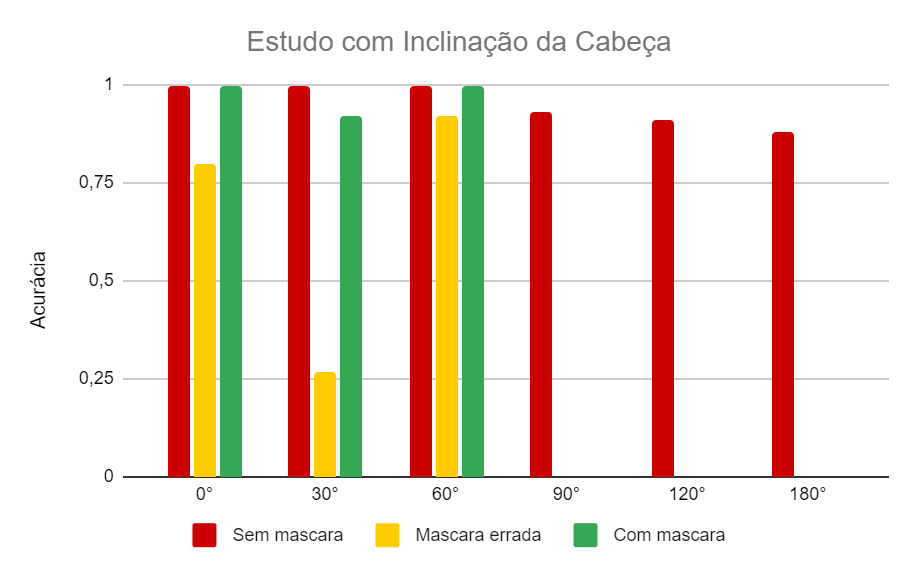 Estudo com Inclinação da Cabeça
Acurácia
1
0,75
0,5
0,25
0
0° 30° 60° 90° 120° 180°
Sem mascara Mascara errada Com mascara